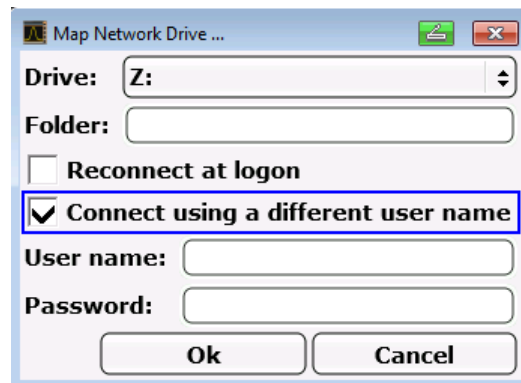 Map Network Drive ...
Drive: Z:
Folder:
Reconnect at logon
Connect using a different user name
User name:
Password:
Ok Cancel